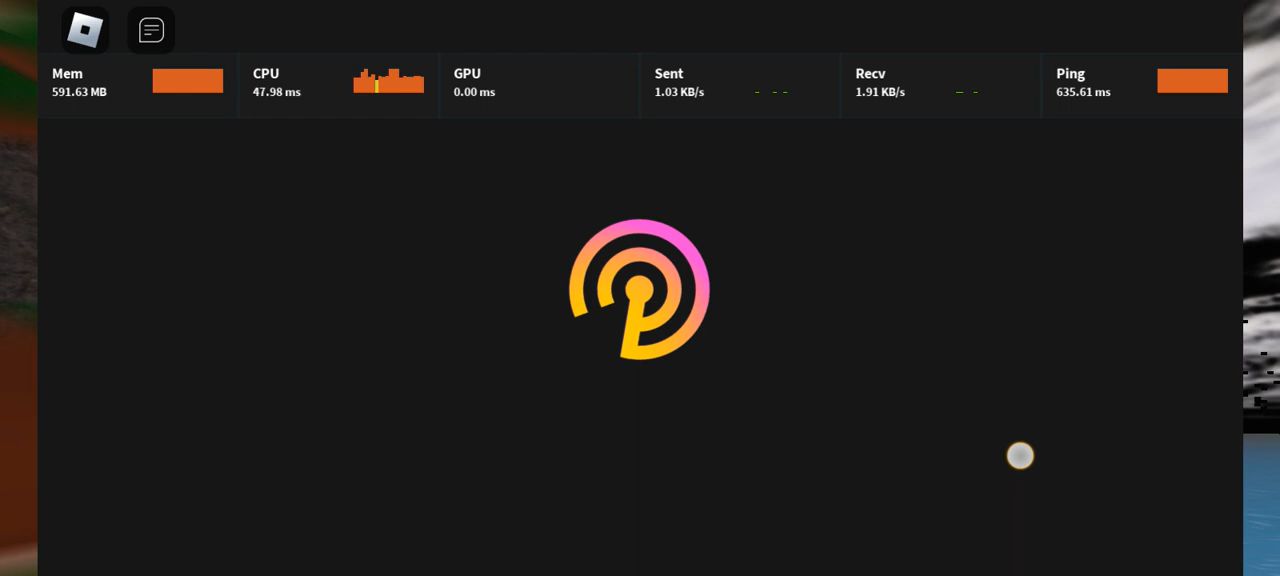 Mem
591.63 MB
CPU
47.98 ms
GPU
0.00 ms
Sent
1.03 KB/s
Recv
1.91 KB/s
Ping
635.61 ms